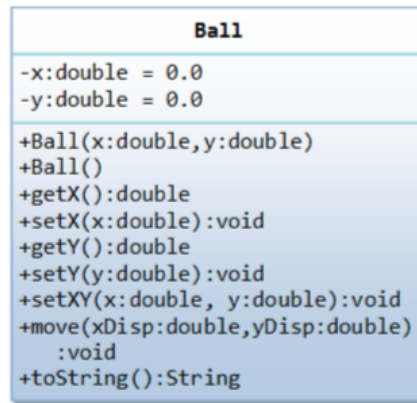 Ball
-x:double = 0.0
-y:double = 0.0
+Ball(x:double,y:double)
+Ball()
+getX():double
+setX(x:double):void
+getY():double
+setY(y:double):void
+setXY(x:double, y:double):void
+move(xDisp:double,yDisp:double)
:void
+toString():String